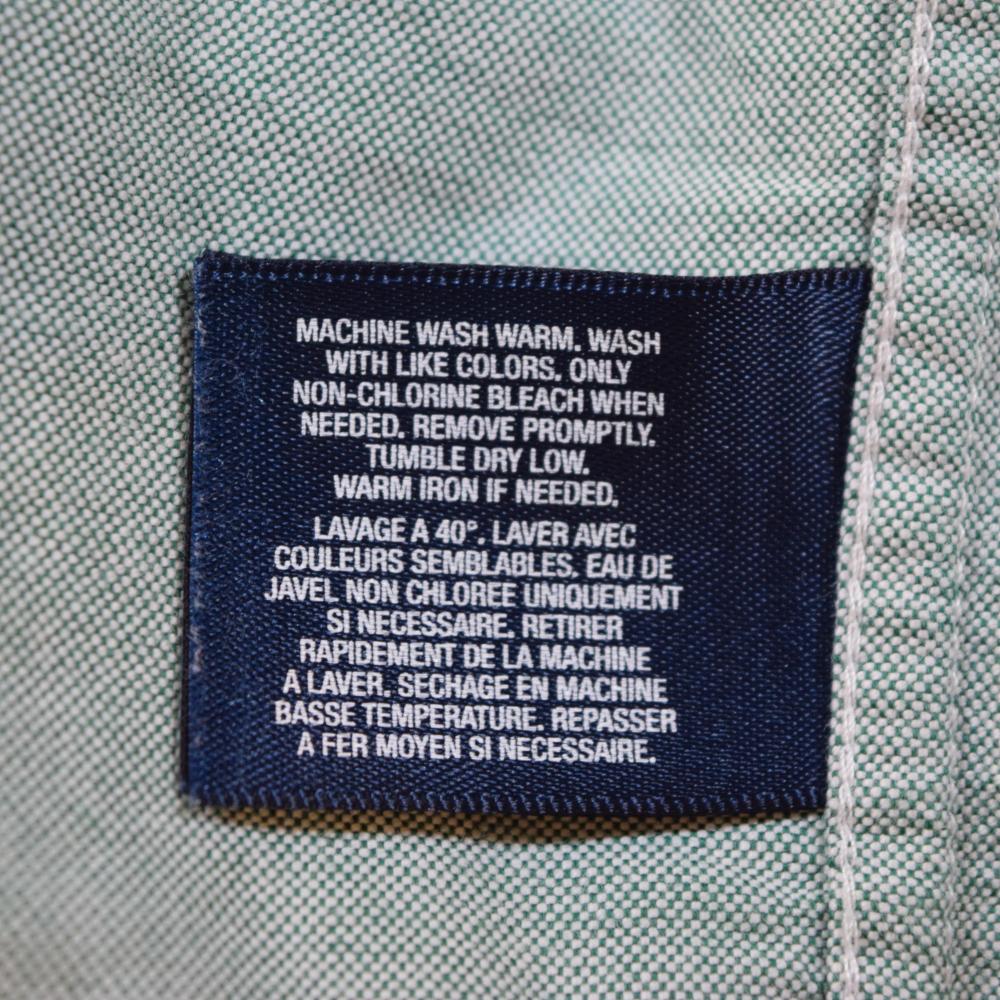 MACHINE WASH WARM. WASH
WITH LIKE COLORS. ONLY
NON-CHLORINE BLEACH WHEN
NEEDED. REMOVE PROMPTLY.
TUMBLE DRY LOW.
WARM IRON IF NEEDED.
LAVAGE A 40°. LAVER AVEC
COULEURS SEMBLABLES. EAU DE
JAVEL NON CHLOREE UNIQUEMENT
SI NECESSAIRE. RETIRER
RAPIDEMENT DE LA MACHINE
A LAVER. SECHAGE EN MACHINE
BASSE TEMPERATURE. REPASSER
A FER MOYEN SI NECESSAIRE.